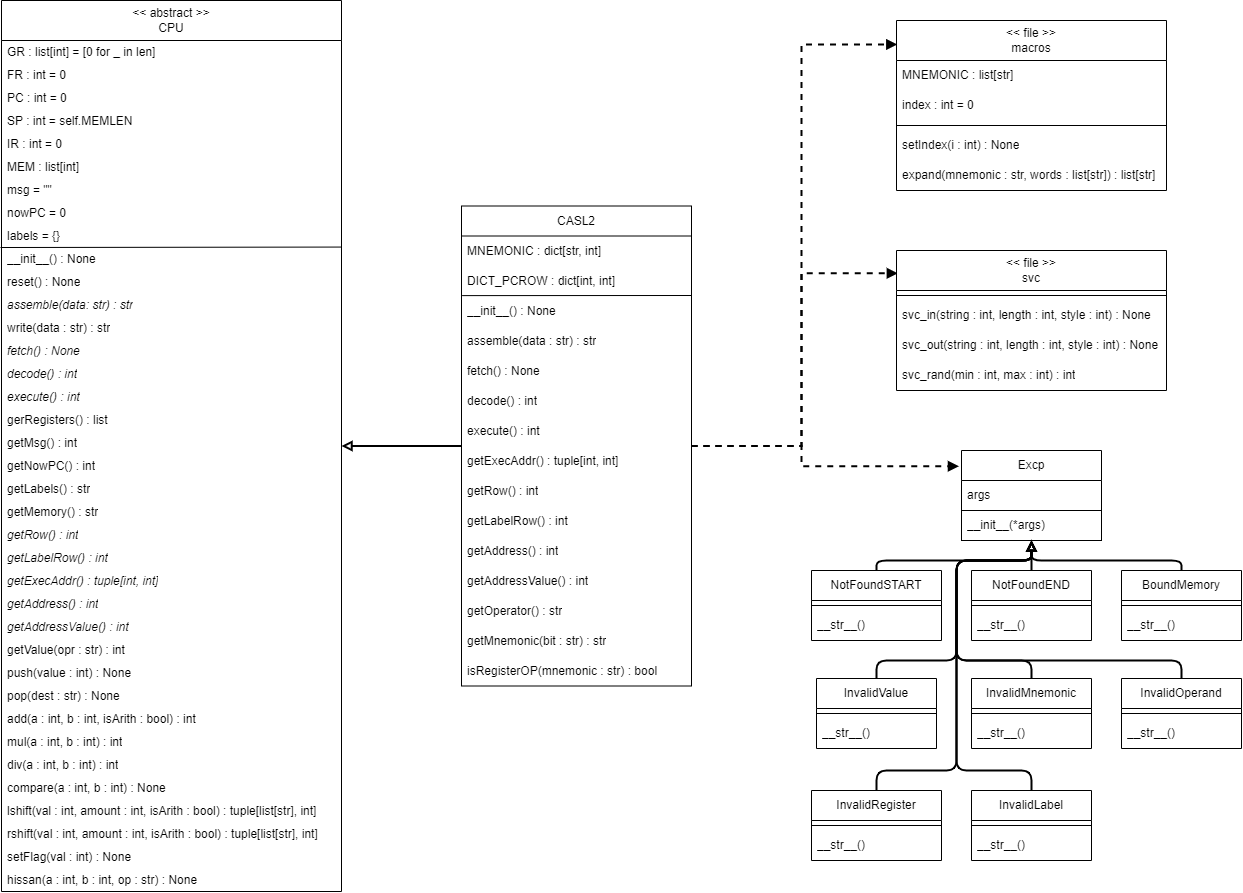 << abstract >>
CPU
GR : list[int] = [0 for _ in len]
FR : int = 0
PC : int = 0
SP : int = self.MEMLEN
IR : int = 0
MEM : list[int]
msg = ""
nowPC = 0
labels = {}
__init__() : None
reset() : None
assemble(data: str) : str
write(data : str) : str
fetch() : None
decode() : int
execute() : int
gerRegisters() : list
getMsg() : int
getNowPC() : int
getLabels() : str
getMemory() : str
getRow() : int
getLabelRow() : int
getExecAddr() : tuple[int, int]
getAddress() : int
getAddressValue() : int
getValue(opr : str) : int
push(value : int) : None
pop(dest : str) : None
add(a : int, b : int, isArith : bool) : int
mul(a : int, b : int) : int
div(a : int, b : int) : int
compare(a : int, b : int) : None
lshift(val : int, amount : int, isArith : bool) : tuple[list[str], int]
rshift(val : int, amount : int, isArith : bool) : tuple[list[str], int]
setFlag(val : int) : None
hissan(a : int, b : int, op : str) : None
CASL2
MNEMONIC : dict[str, int]
DICT_PCROW : dict[int, int]
__init__() : None
assemble(data : str) : str
fetch() : None
decode() : int
execute() : int
getExecAddr() : tuple[int, int]
getRow() : int
getLabelRow() : int
getAddress() : int
getAddressValue() : int
getOperator() : str
getMnemonic(bit : str) : str
isRegisterOP(mnemonic : str) : bool
<< file >>
macros
MNEMONIC : list[str]
index : int = 0
setIndex(i : int) : None
expand(mnemonic : str, words : list[str]) : list[str]
<< file >>
svc
svc_in(string : int, length : int, style : int) : None
svc_out(string : int, length : int, style : int) : None
svc_rand(min : int, max : int) : int
Excp
args
__init__(*args)
NotFoundSTART
__str__()
NotFoundEND
__str__()
BoundMemory
__str__()
InvalidValue
__str__()
InvalidMnemonic
__str__()
InvalidOperand
__str__()
InvalidRegister
__str__()
InvalidLabel
__str__()